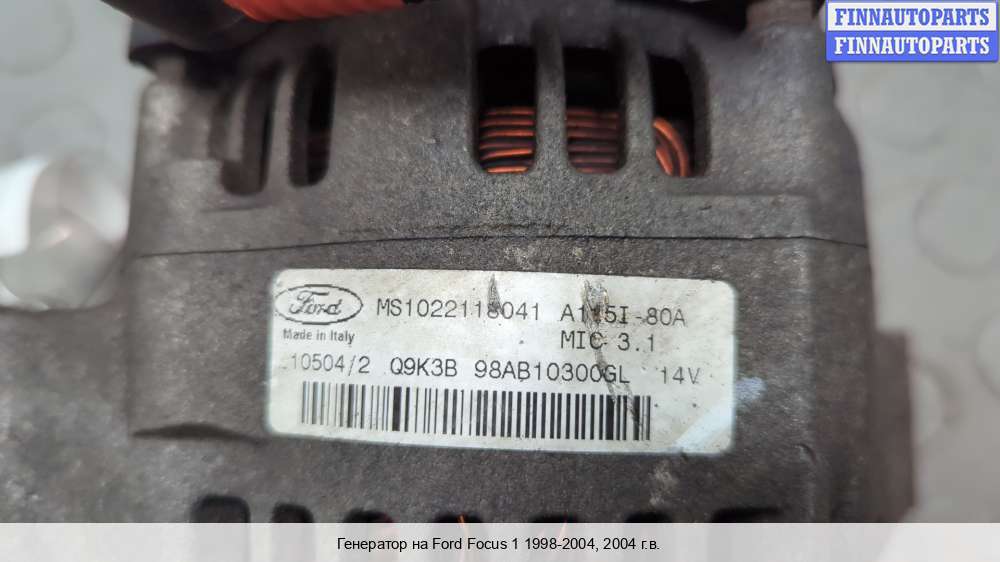 FINNAUTOPARTS
FINNAUTOPARTS
Ford MS1022118041 A115I-80A
Made in Italy MIC 3.1
10504/2 Q9K3B 98AB10300GL 14V
Генератор на Ford Focus 1 1998-2004, 2004 г.в.